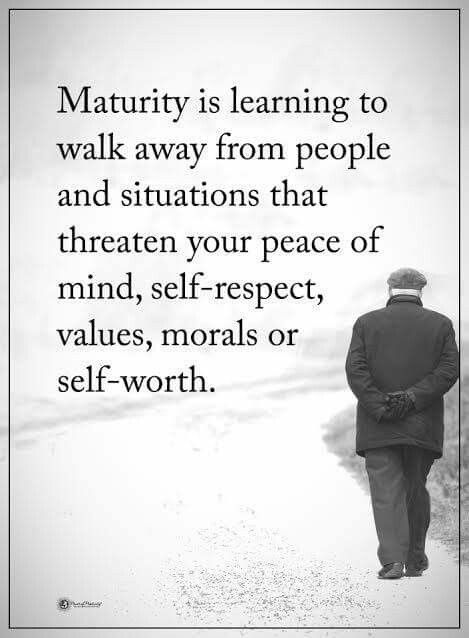 Maturity is learning to
walk away from people
and situations that
threaten your peace of
mind, self-respect,
values, morals or
self-worth.